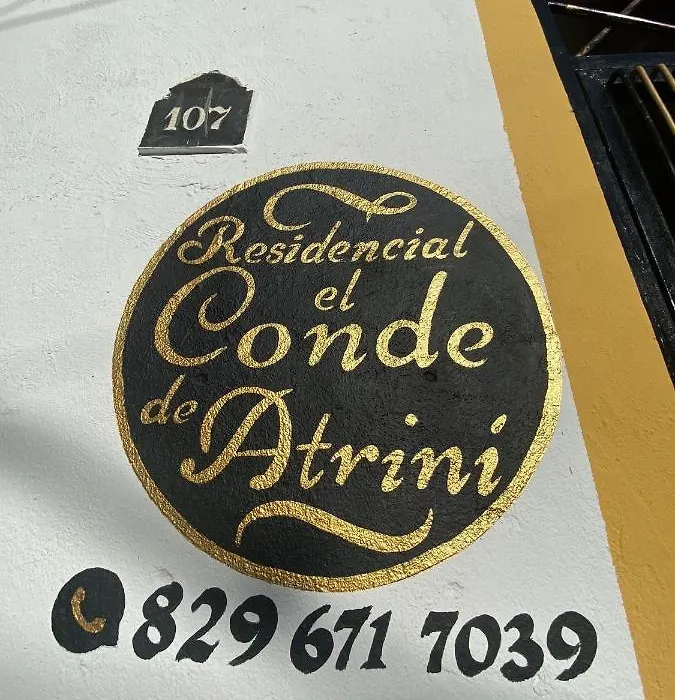 107
Residencial
el
Conde
de Atrini
829 671 7039